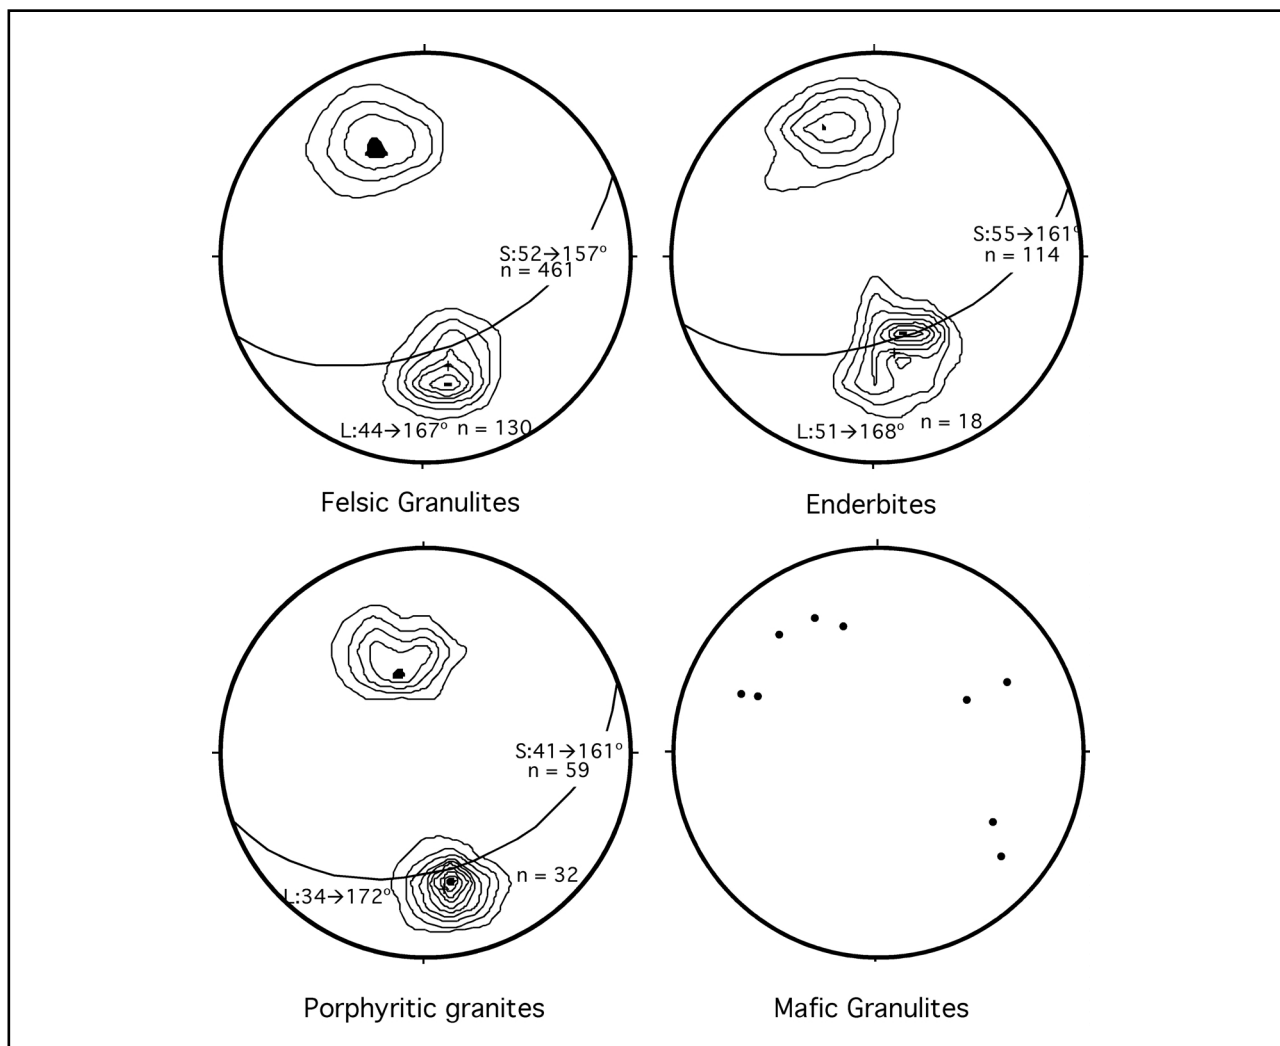 S:52→157°
n = 461
L:44→167° n = 130
Felsic Granulites
S:55→161°
n = 114
L:51→168° n = 18
Enderbites
S:41→161°
n = 59
n = 32
L:34→172°
Porphyritic granites
Mafic Granulites